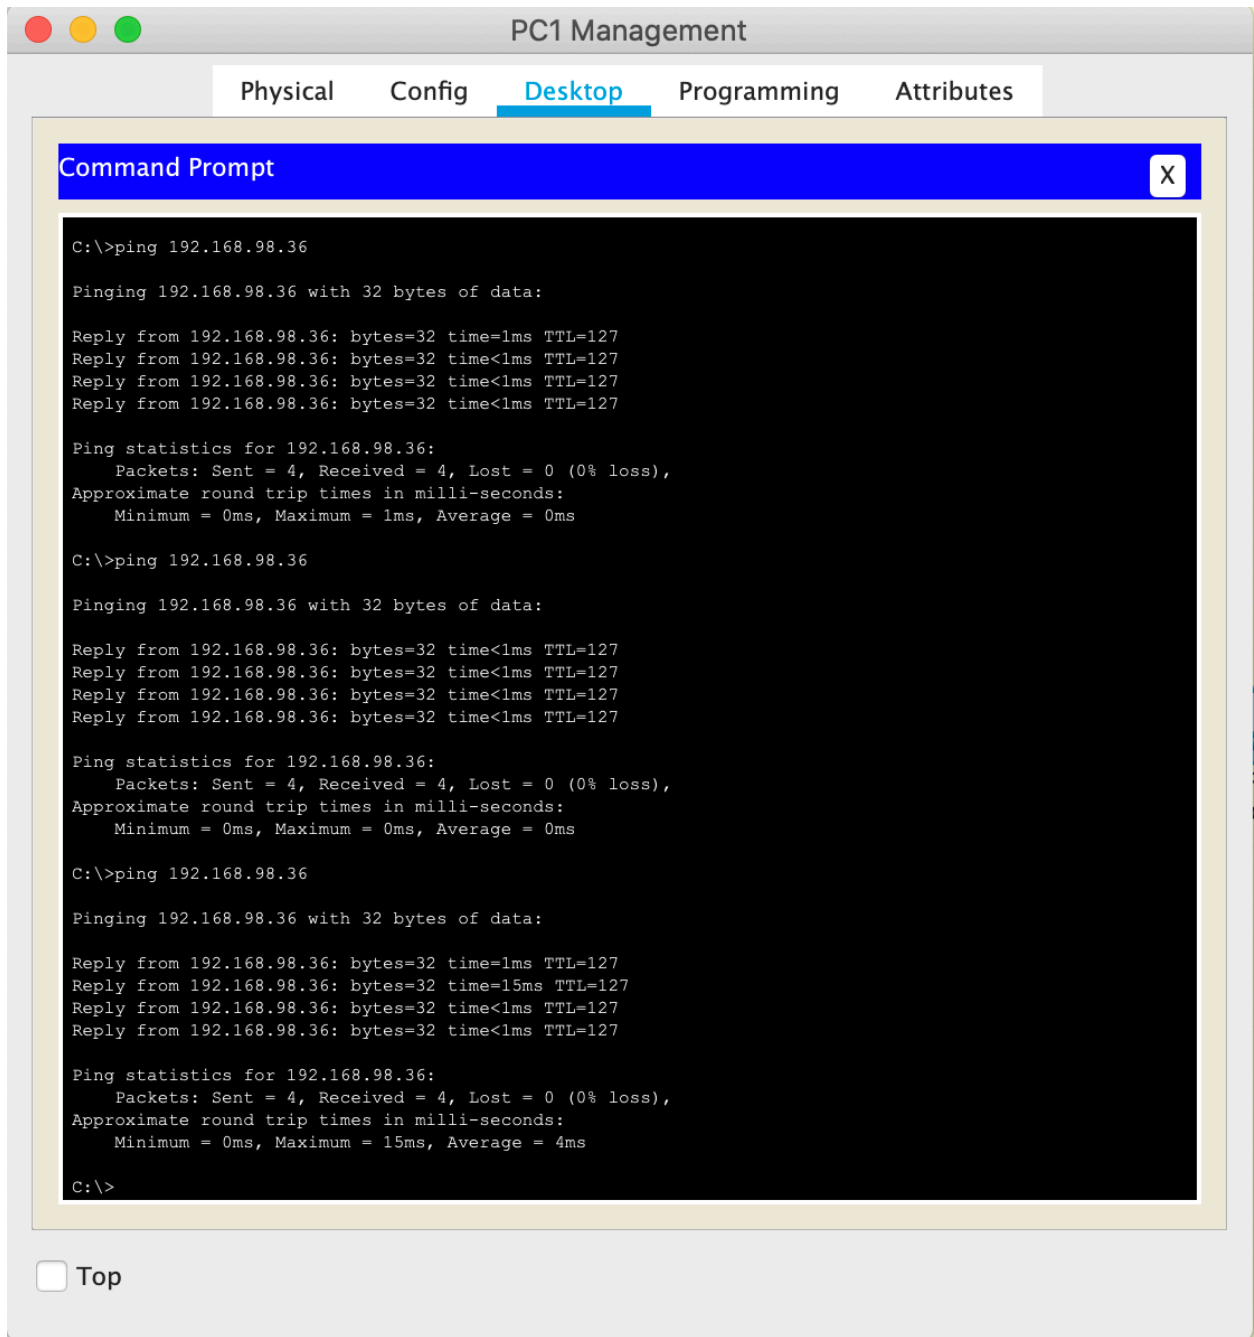 PC1 Management
Physical Config Desktop Programming Attributes
Command Prompt
X
C:\>ping 192.168.98.36
Pinging 192.168.98.36 with 32 bytes of data:
Reply from 192.168.98.36: bytes=32 time=1ms TTL=127
Reply from 192.168.98.36: bytes=32 time<1ms TTL=127
Reply from 192.168.98.36: bytes=32 time<1ms TTL=127
Reply from 192.168.98.36: bytes=32 time<1ms TTL=127
Ping statistics for 192.168.98.36:
Packets: Sent = 4, Received = 4, Lost = 0 (0% loss),
Approximate round trip times in milli-seconds:
Minimum = 0ms, Maximum = 1ms, Average = 0ms
C:\>ping 192.168.98.36
Pinging 192.168.98.36 with 32 bytes of data:
Reply from 192.168.98.36: bytes=32 time<1ms TTL=127
Reply from 192.168.98.36: bytes=32 time<1ms TTL=127
Reply from 192.168.98.36: bytes=32 time<1ms TTL=127
Reply from 192.168.98.36: bytes=32 time<1ms TTL=127
Ping statistics for 192.168.98.36:
Packets: Sent = 4, Received = 4, Lost = 0 (0% loss),
Approximate round trip times in milli-seconds:
Minimum = 0ms, Maximum = 0ms, Average = 0ms
C:\>ping 192.168.98.36
Pinging 192.168.98.36 with 32 bytes of data:
Reply from 192.168.98.36: bytes=32 time=1ms TTL=127
Reply from 192.168.98.36: bytes=32 time=15ms TTL=127
Reply from 192.168.98.36: bytes=32 time<1ms TTL=127
Reply from 192.168.98.36: bytes=32 time<1ms TTL=127
Ping statistics for 192.168.98.36:
Packets: Sent = 4, Received = 4, Lost = 0 (0% loss),
Approximate round trip times in milli-seconds:
Minimum = 0ms, Maximum = 15ms, Average = 4ms
C:\>
Top